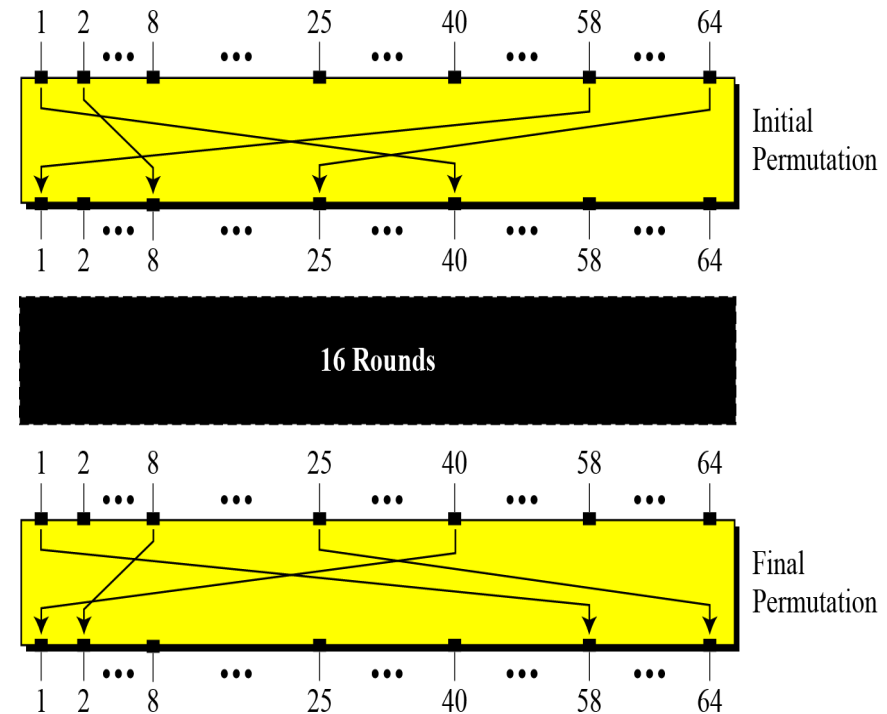 1 2 8 25 40 58 64
••• ••• ••• ••• •••
Initial
Permutation
••• ••• ••• ••• •••
1 2 8 25 40 58 64
16 Rounds
1 2 8 25 40 58 64
••• ••• ••• ••• •••
Final
Permutation
••• ••• ••• ••• •••
1 2 8 25 40 58 64